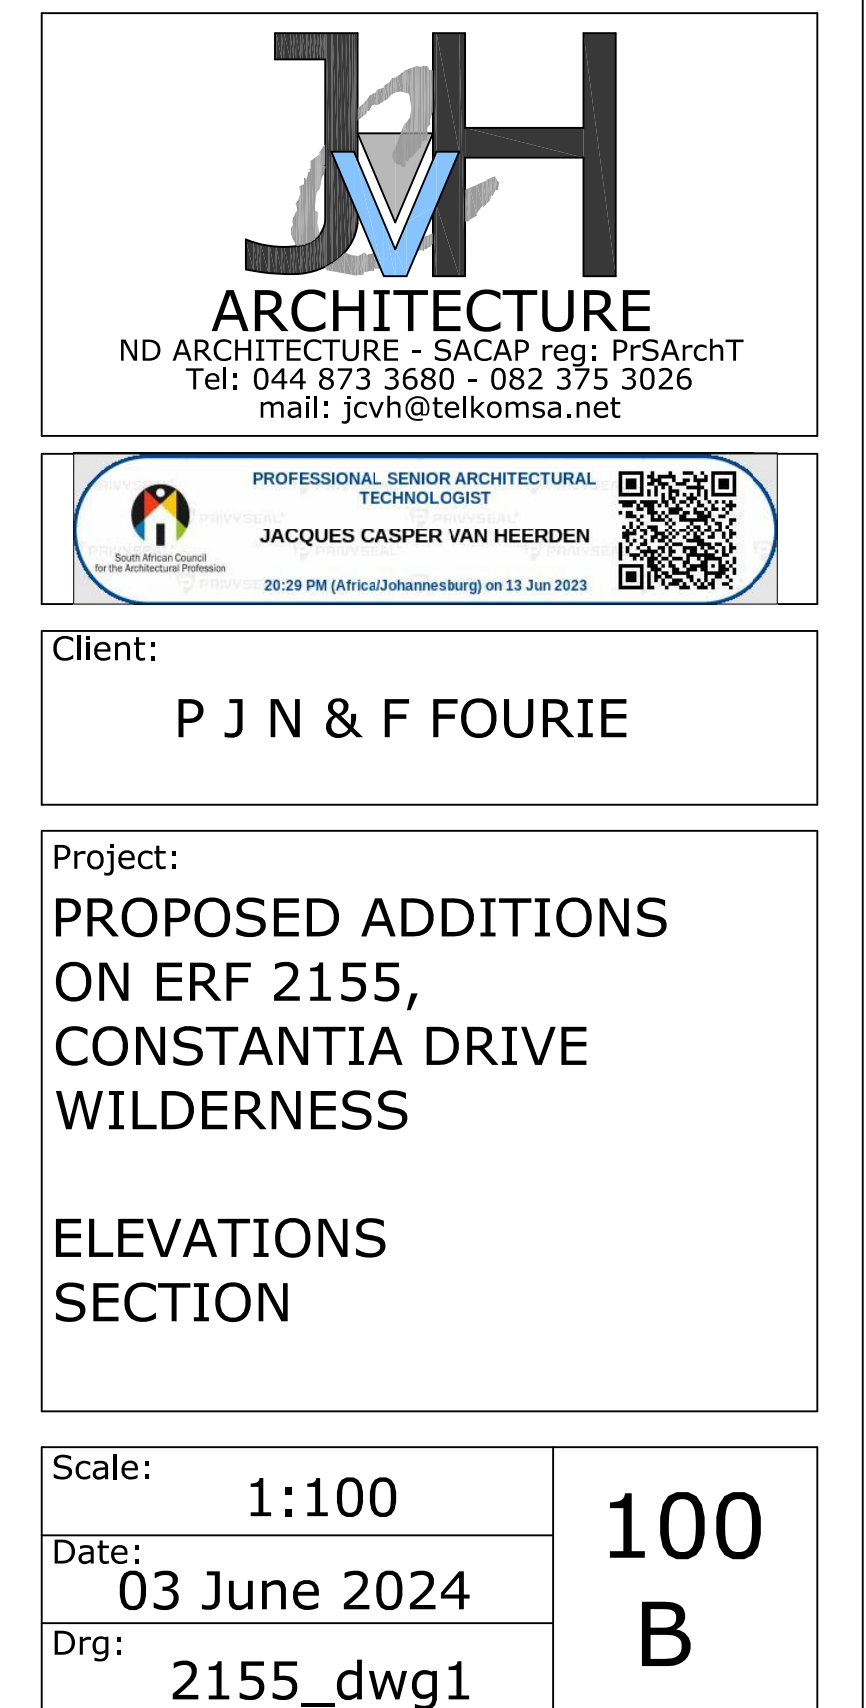 JvH
ARCHITECTURE
ND ARCHITECTURE - SACAP reg: PrSArchT
Tel: 044 873 3680 - 082 375 3026
mail: jcvh@telkomsa.net
PROFESSIONAL SENIOR ARCHITECTURAL
TECHNOLOGIST
JACQUES CASPER VAN HEERDEN
South African Council
for the Architectural Profession
20:29 PM (Africa/Johannesburg) on 13 Jun 2023
Client:
P J N & F FOURIE
Project:
PROPOSED ADDITIONS
ON ERF 2155,
CONSTANTIA DRIVE
WILDERNESS
ELEVATIONS
SECTION
Scale:
1:100
Date:
03 June 2024
Drg:
2155_dwg1
100
B